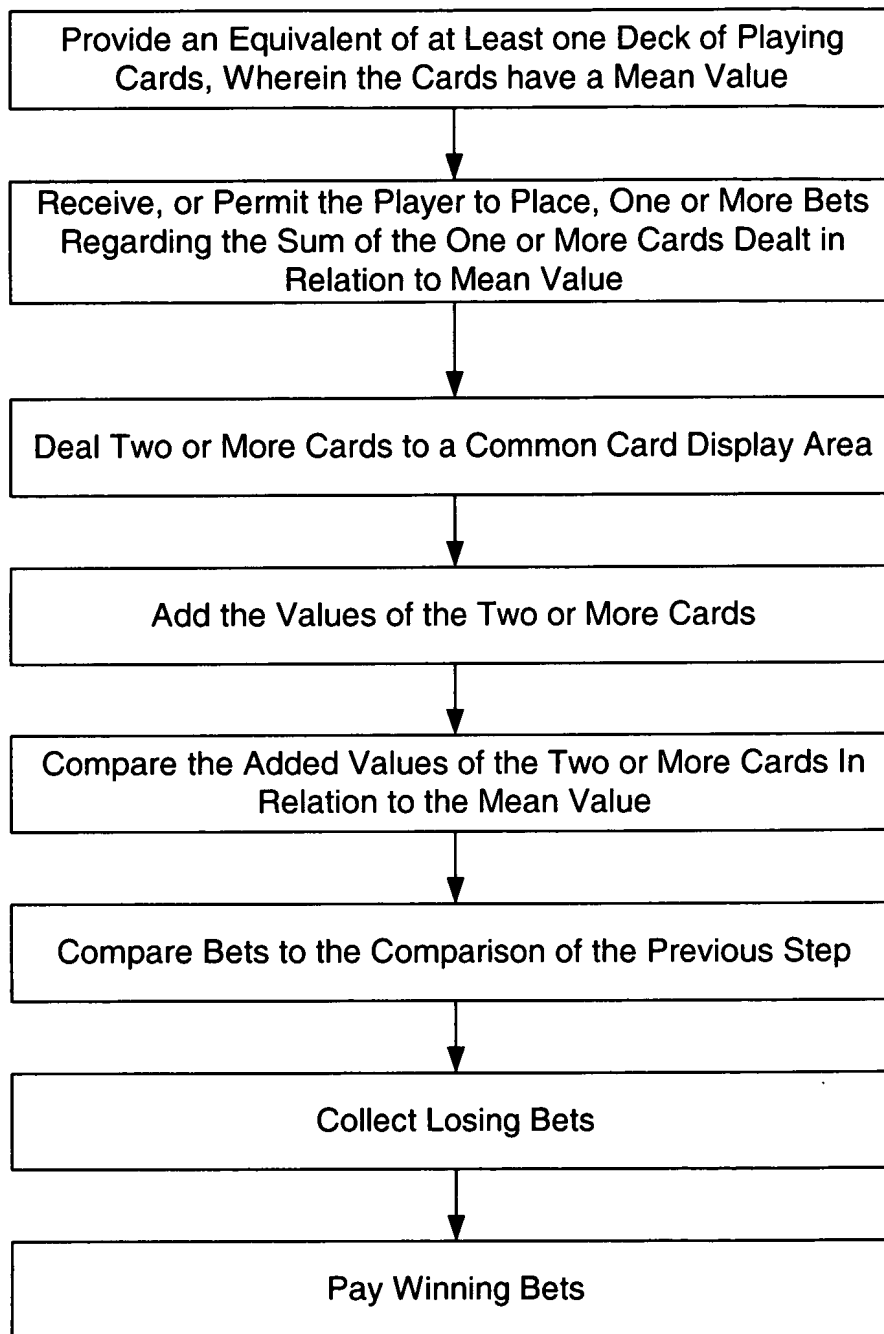 Provide an Equivalent of at Least one Deck of Playing
Cards, Wherein the Cards have a Mean Value
Receive, or Permit the Player to Place, One or More Bets
Regarding the Sum of the One or More Cards Dealt in
Relation to Mean Value
Deal Two or More Cards to a Common Card Display Area
Add the Values of the Two or More Cards
Compare the Added Values of the Two or More Cards In
Relation to the Mean Value
Compare Bets to the Comparison of the Previous Step
Collect Losing Bets
Pay Winning Bets